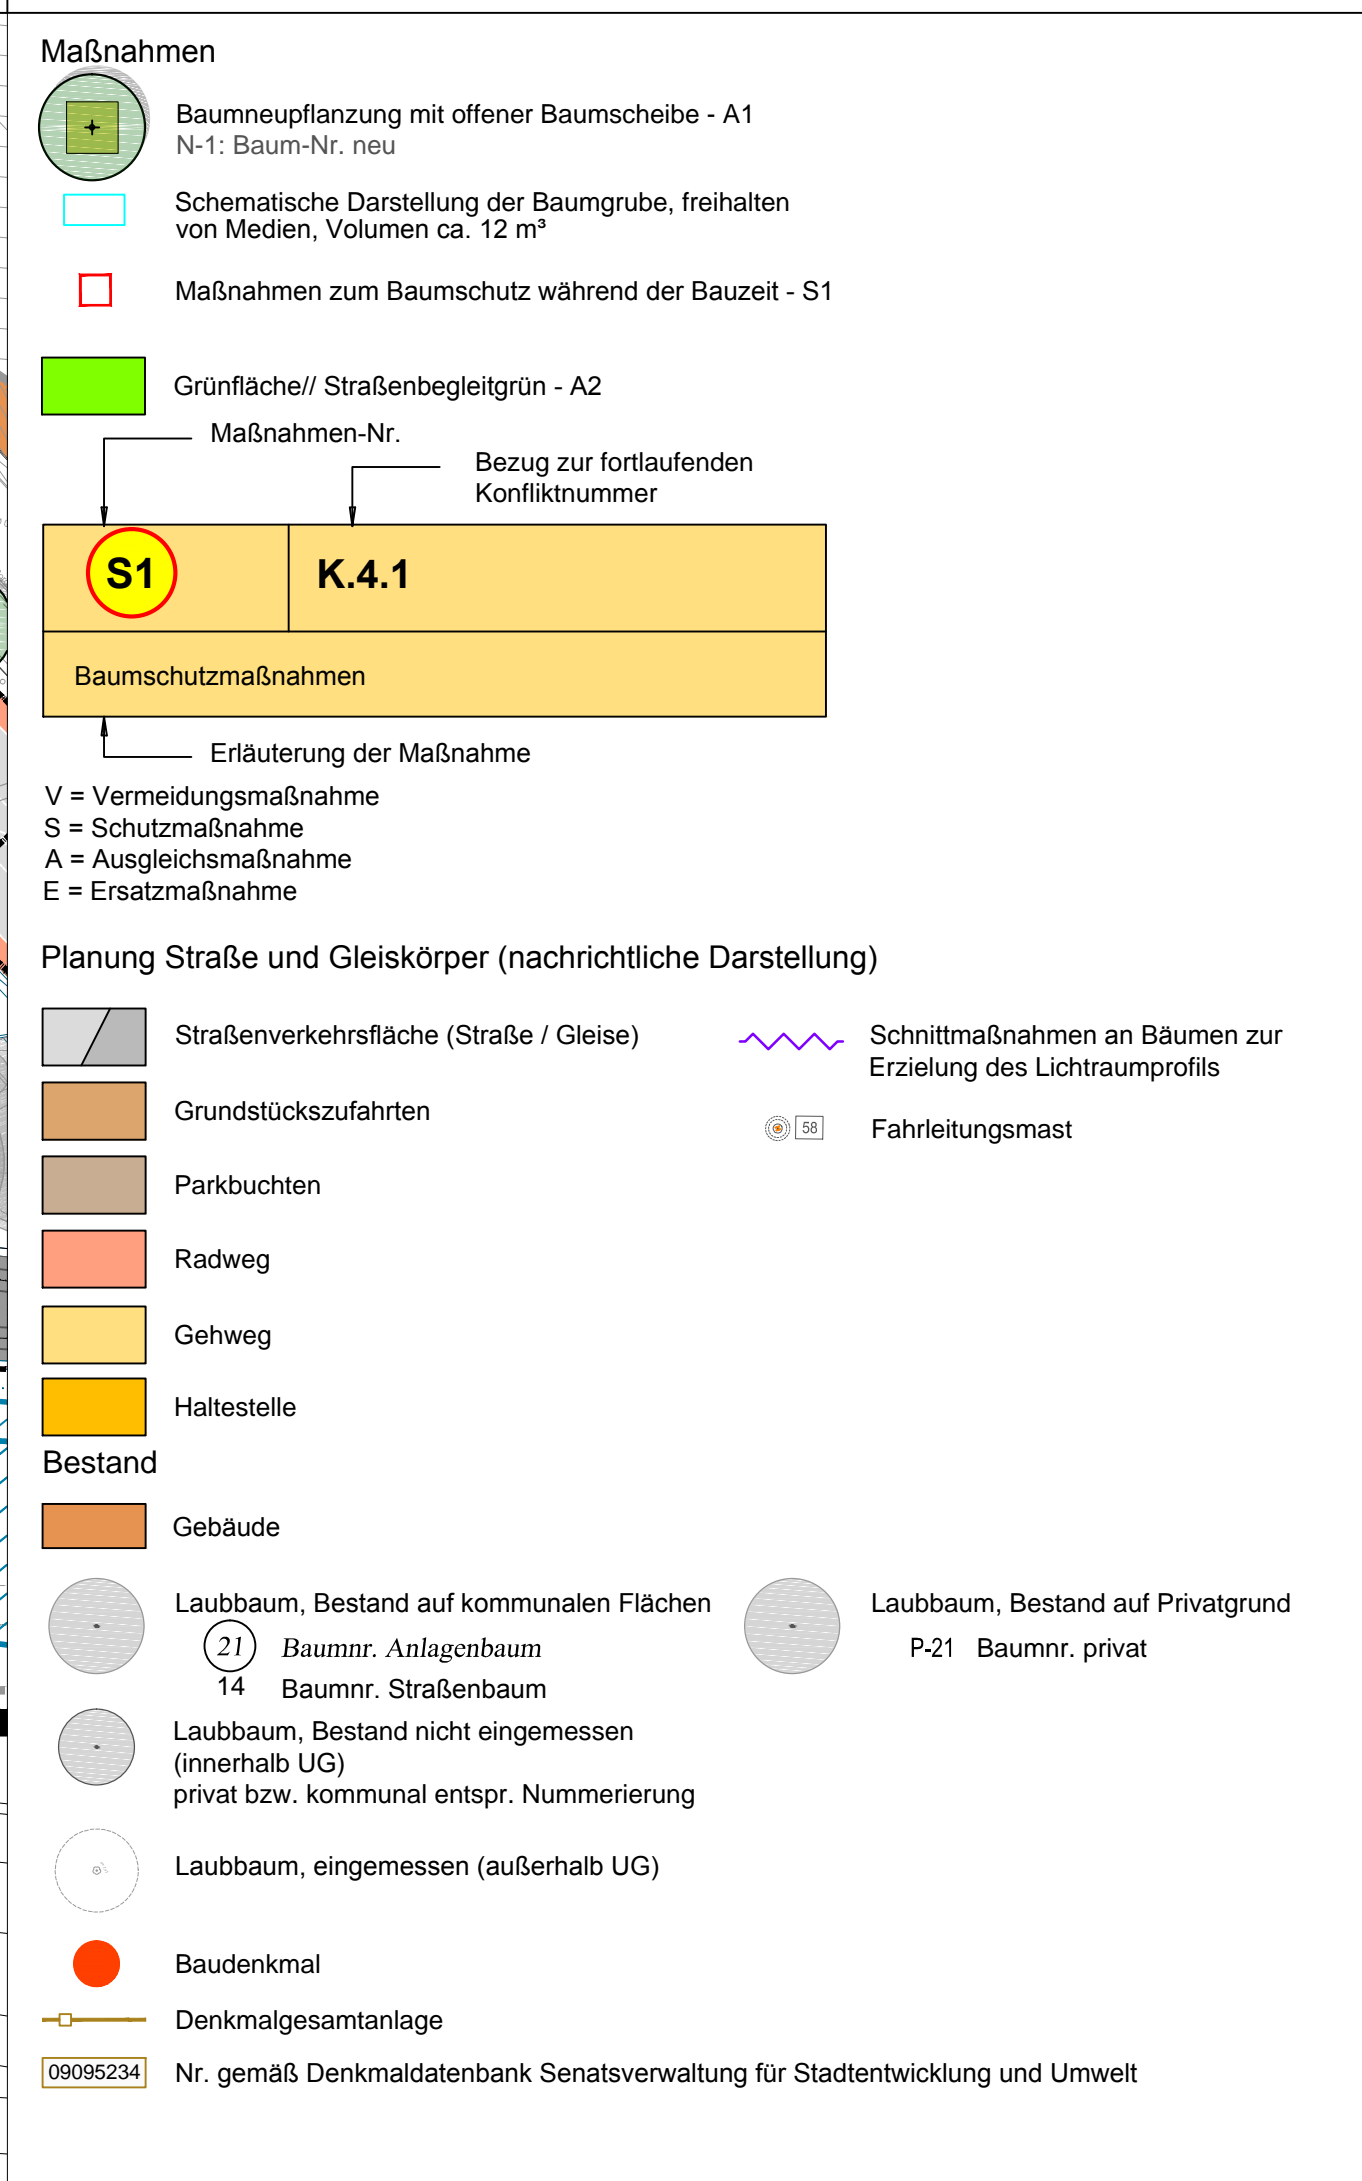 Maßnahmen
Baumneupflanzung mit offener Baumscheibe - A1
N-1: Baum-Nr. neu
Schematische Darstellung der Baumgrube, freihalten
von Medien, Volumen ca. 12 m³
Maßnahmen zum Baumschutz während der Bauzeit - S1
Grünfläche// Straßenbegleitgrün - A2
Maßnahmen-Nr.
Bezug zur fortlaufenden
Konfliktnummer
S1
K.4.1
Baumschutzmaßnahmen
Erläuterung der Maßnahme
V = Vermeidungsmaßnahme
S = Schutzmaßnahme
A = Ausgleichsmaßnahme
E = Ersatzmaßnahme
Planung Straße und Gleiskörper (nachrichtliche Darstellung)
Straßenverkehrsfläche (Straße / Gleise)
Grundstückszufahrten
Parkbuchten
Radweg
Gehweg
Haltestelle
Schnittmaßnahmen an Bäumen zur
Erzielung des Lichtraumprofils
58 Fahrleitungsmast
Bestand
Gebäude
Laubbaum, Bestand auf kommunalen Flächen
21 Baumnr. Anlagenbaum
14 Baumnr. Straßenbaum
Laubbaum, Bestand auf Privatgrund
P-21 Baumnr. privat
Laubbaum, Bestand nicht eingemessen
(innerhalb UG)
privat bzw. kommunal entspr. Nummerierung
Laubbaum, eingemessen (außerhalb UG)
Baudenkmal
Denkmalgesamtanlage
09095234 Nr. gemäß Denkmaldatenbank Senatsverwaltung für Stadtentwicklung und Umwelt